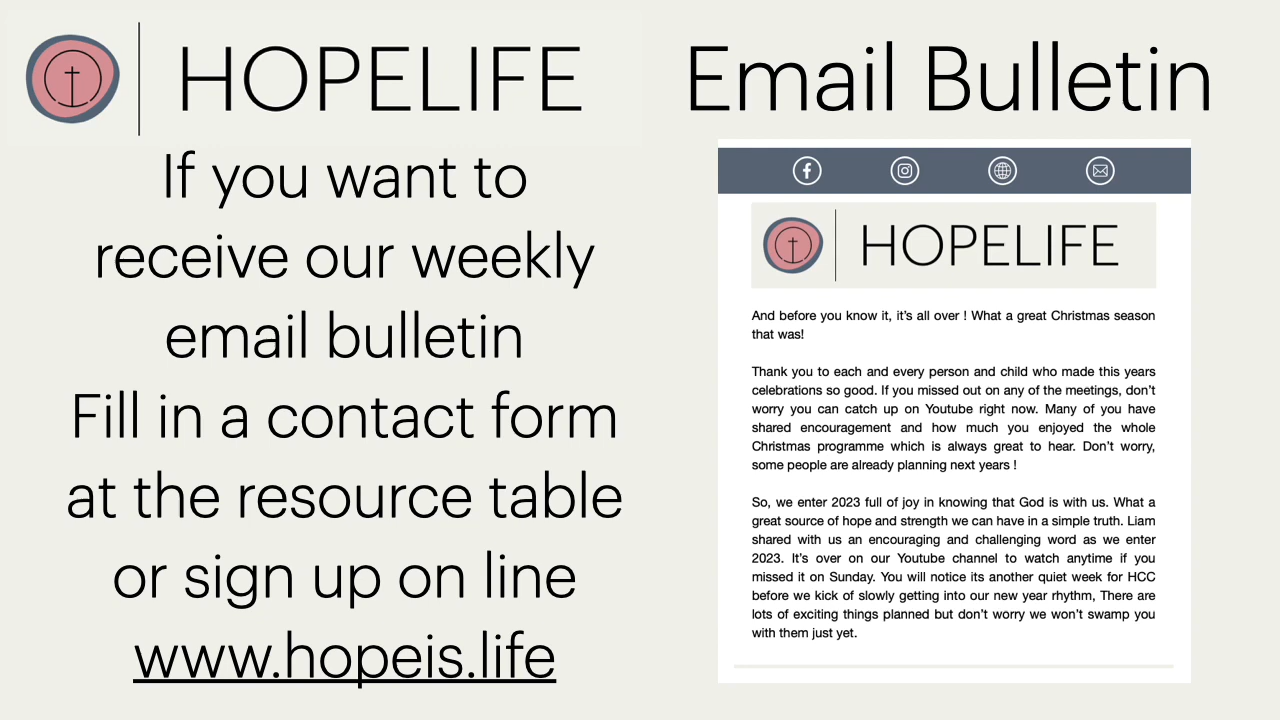 HOPELIFE
Email Bulletin
If you want to
receive our weekly
email bulletin
Fill in a contact form
at the resource table
or sign up on line
www.hopeis.life
HOPELIFE
And before you know it, it's all over ! What a great Christmas season
that was!
Thank you to each and every person and child who made this years
celebrations so good. If you missed out on any of the meetings, don't
worry you can catch up on Youtube right now. Many of you have
shared encouragement and how much you enjoyed the whole
Christmas programme which is always great to hear. Don't worry,
some people are already planning next years !
So, we enter 2023 full of joy in knowing that God is with us. What a
great source of hope and strength we can have in a simple truth. Liam
shared with us an encouraging and challenging word as we enter
2023. It's over on our Youtube channel to watch anytime if you
missed it on Sunday. You will notice its another quiet week for HCC
before we kick of slowly getting into our new year rhythm, There are
lots of exciting things planned but don't worry we won't swamp you
with them just yet.